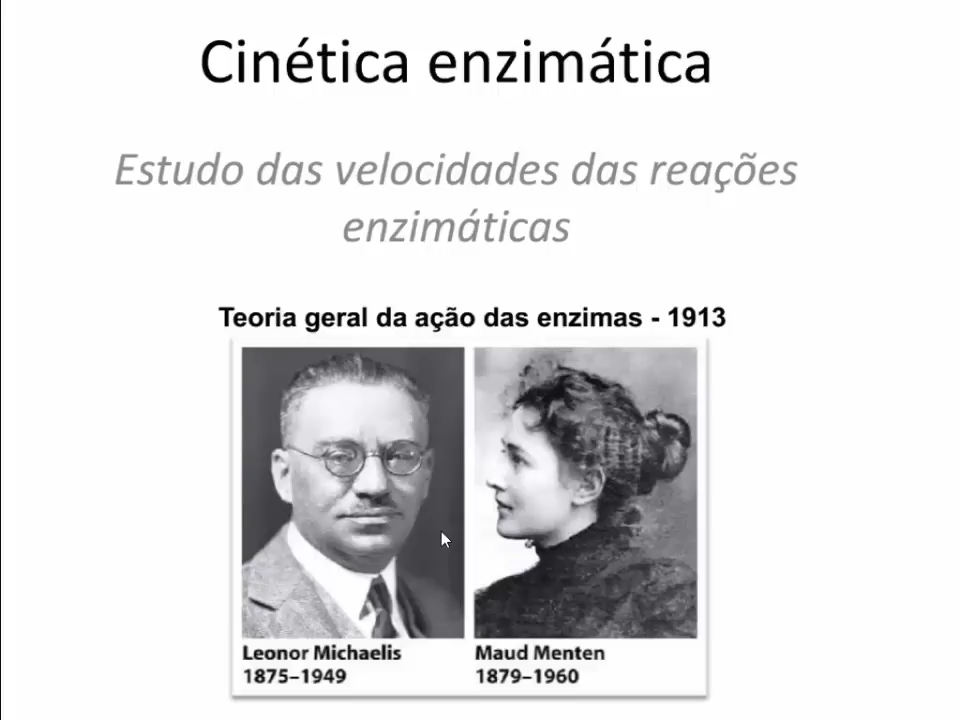 Cinética enzimática
Estudo das velocidades das reações
enzimáticas
Teoria geral da ação das enzimas - 1913
Leonor Michaelis
1875–1949
Maud Menten
1879–1960